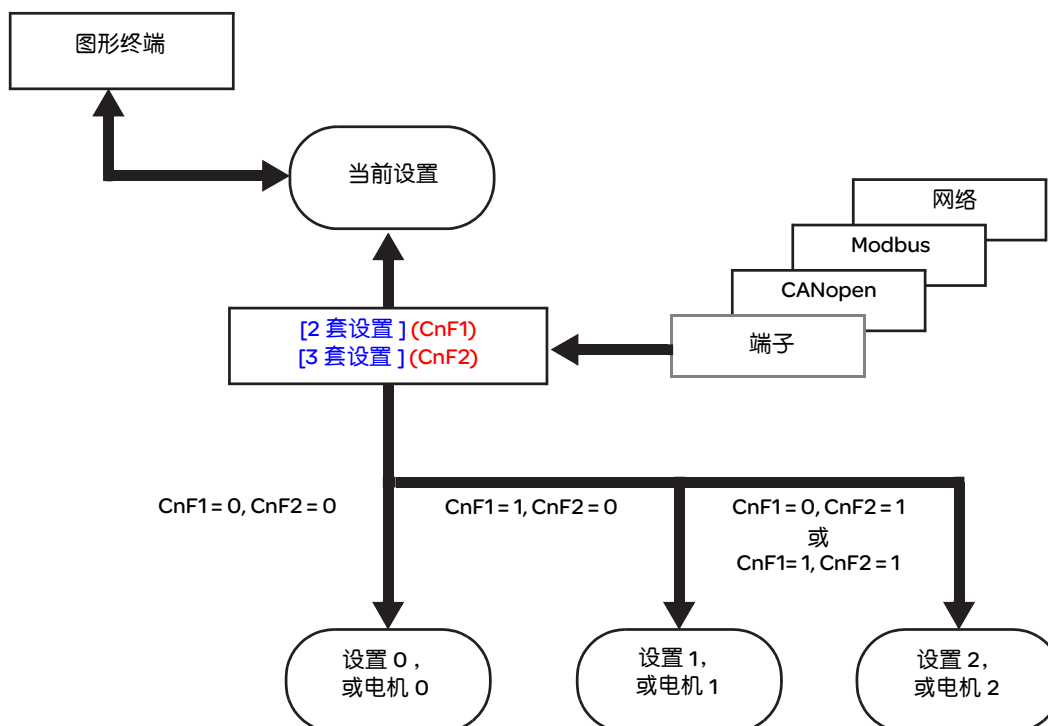 图形终端
当前设置
网络
Modbus
CANopen
端子
[2 套设置 ] (CnF1)
[3 套设置 ] (CnF2)
CnF1 = 0, CnF2 = 0
CnF1 = 1, CnF2 = 0
CnF1 = 0, CnF2 = 1
或
CnF1= 1, CnF2 = 1
设置 0 ，
或电机 0
设置 1，
或电机 1
设置 2，
或电机 2